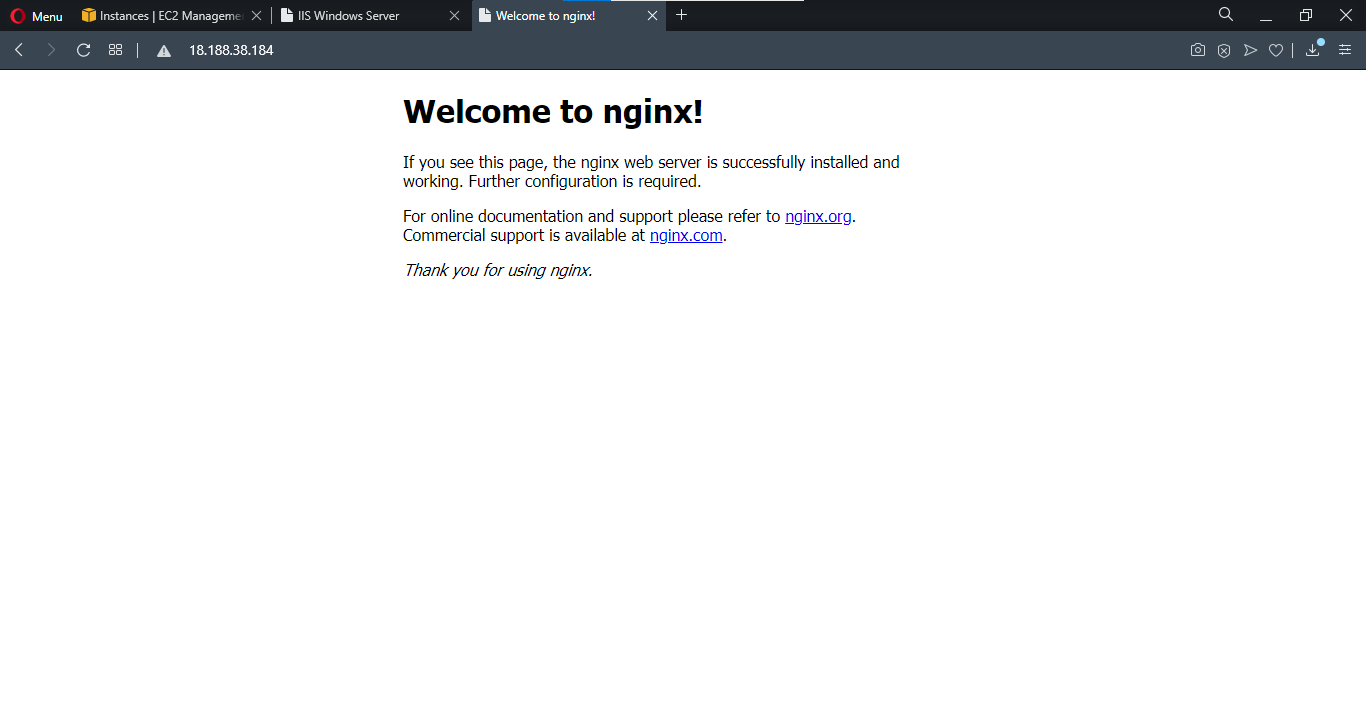 Menu
Instances | EC2 Manageme
IIS Windows Server
Welcome to nginx!
18.188.38.184
Welcome to nginx!
If you see this page, the nginx web server is successfully installed and
working. Further configuration is required.
For online documentation and support please refer to nginx.org.
Commercial support is available at nginx.com.
Thank you for using nginx.